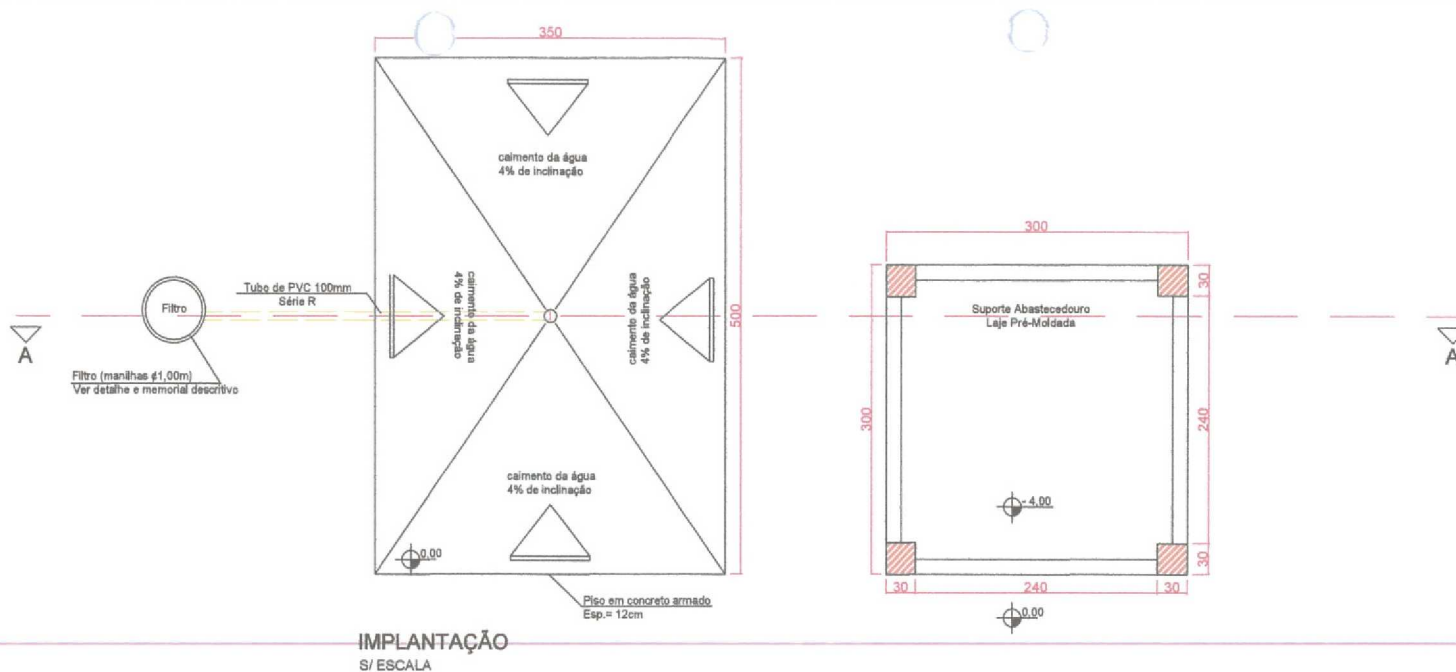 350
caimento da água
4% de inclinação
300
Tubo de PVC 100mm
Série R
Filtro
caimento da água
4% de inclinação
caimento da água
4% de inclinação
500
Suporte Abastecedouro
Laje Pré-Moldada
30
A
A
Filtro (manilhas ¢1,00m)
Ver detalhe e memorial descritivo
300
240
caimento da água
4% de inclinação
- 4,00
0,00
30
30
240
30
Piso em concreto armado
Esp.= 12cm
0,00
IMPLANTAÇÃO
S/ ESCALA